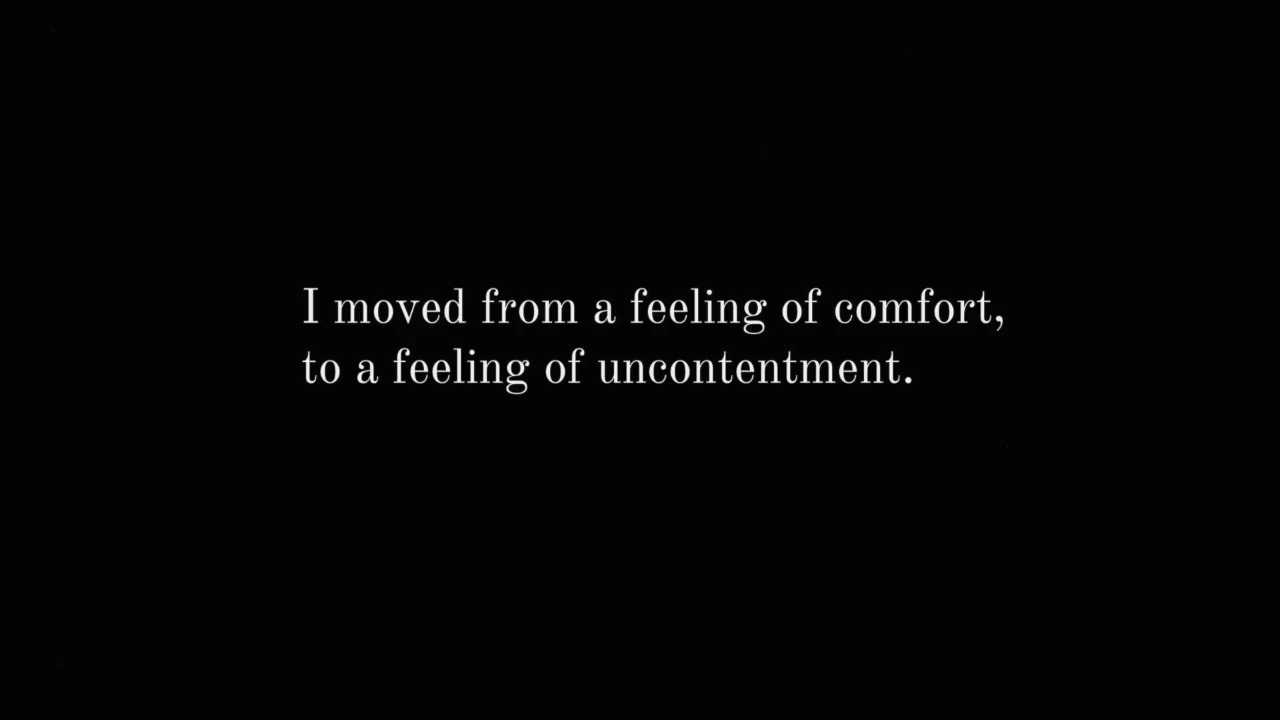 I moved from a feeling of comfort,
to a feeling of uncontentment.